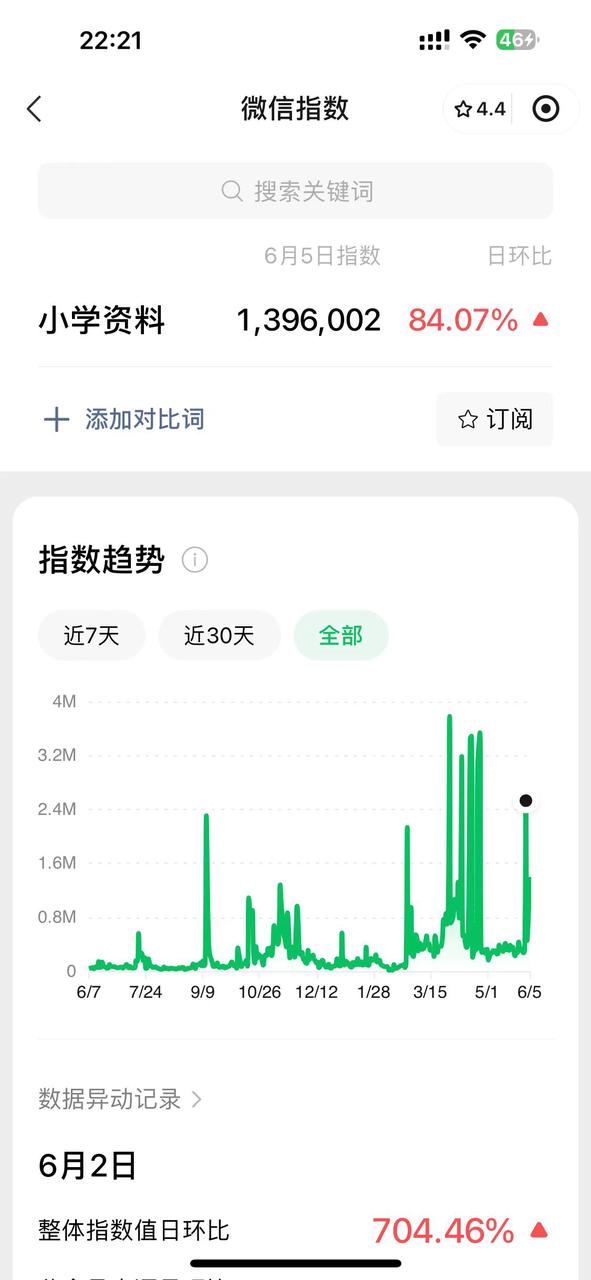 22:21
46
微信指数
4.4
搜索关键词
6月5日指数 日环比
小学资料 1,396,002 84.07%
添加对比词 订阅
指数趋势
近7天 近30天 全部
4M
3.2M
2.4M
1.6M
0.8M
0
6/7 7/24 9/9 10/26 12/12 1/28 3/15 5/1 6/5
数据异动记录
6月2日
整体指数值日环比 704.46%